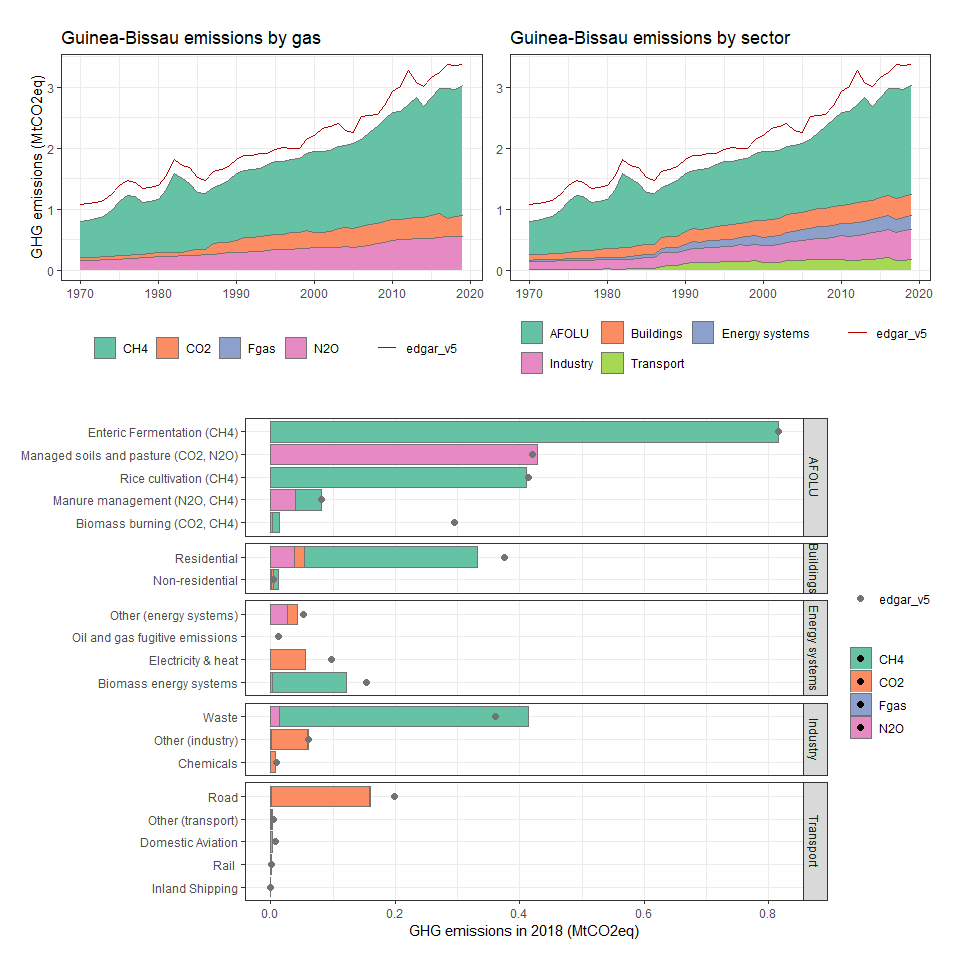 Guinea-Bissau emissions by gas
GHG emissions (MtCO2eq)
3
2
1
0
1970 1980 1990 2000 2010 2020
CH4 CO2 Fgas N2O edgar_v5
Guinea-Bissau emissions by sector
3
2
1
0
1970 1980 1990 2000 2010 2020
AFOLU Buildings Energy systems edgar_v5
Industry Transport
Enteric Fermentation (CH4)
Managed soils and pasture (CO2, N2O)
Rice cultivation (CH4)
Manure management (N2O, CH4)
Biomass burning (CO2, CH4)
AFOLU
Residential
Non-residential
Buildings
Other (energy systems)
Oil and gas fugitive emissions
Electricity & heat
Biomass energy systems
Energy systems
Waste
Other (industry)
Chemicals
Industry
Road
Other (transport)
Domestic Aviation
Rail
Inland Shipping
Transport
0.0 0.2 0.4 0.6 0.8
GHG emissions in 2018 (MtCO2eq)
edgar_v5
CH4
CO2
Fgas
N2O